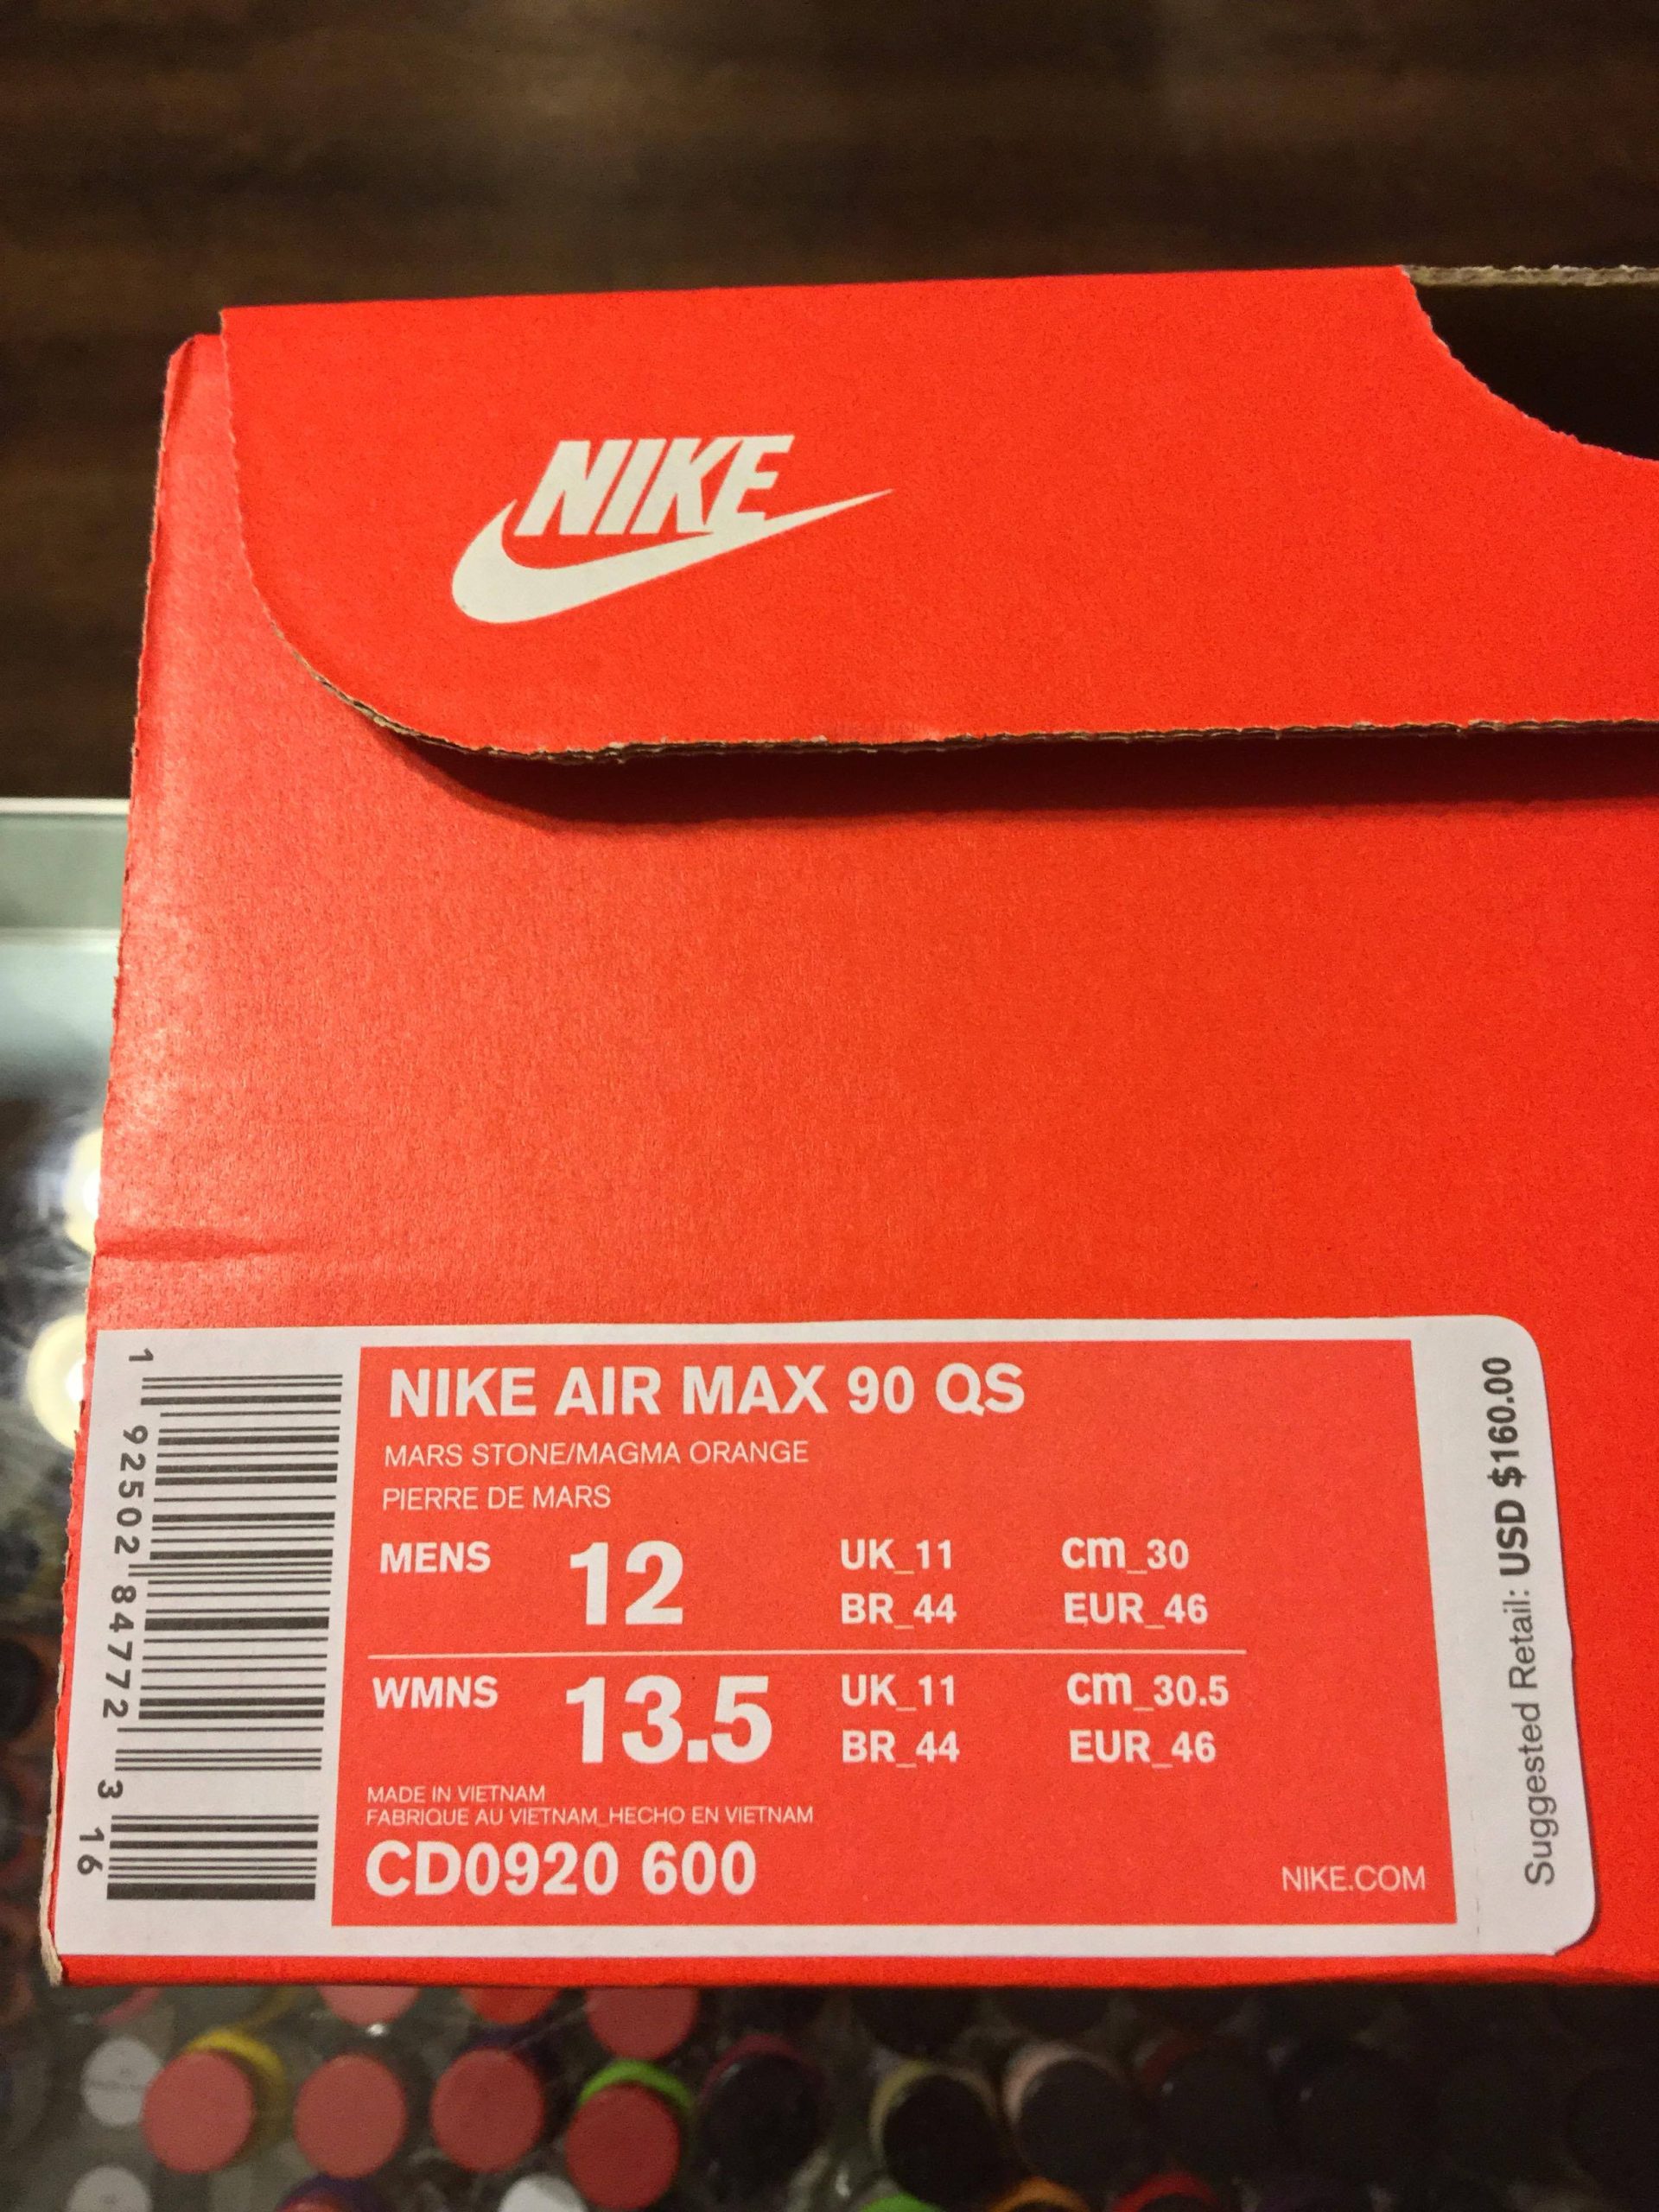 NIKE
NIKE AIR MAX 90 QS
MARS STONE/MAGMA ORANGE
PIERRE DE MARS
MENS 12 UK_11 cm_30
BR_44 EUR_46
WMNS 13.5 UK_11 cm_30.5
BR_44 EUR_46
MADE IN VIETNAM
FABRIQUE AU VIETNAM_HECHO EN VIETNAM
CD0920 600
NIKE.COM
1 92502 84772 3 16
Suggested Retail: USD $160.00